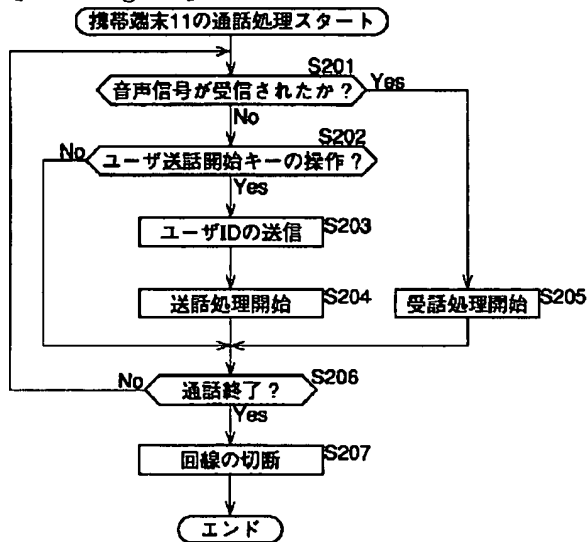 携帯端末11の通話処理スタート
S201
音声信号が受信されたか?
Yes
No
S202
No
ユーザ送話開始キーの操作?
Yes
ユーザIDの送信
S203
送話処理開始
S204
受話処理開始
S205
No
通話終了?
S206
Yes
回線の切断
S207
エンド